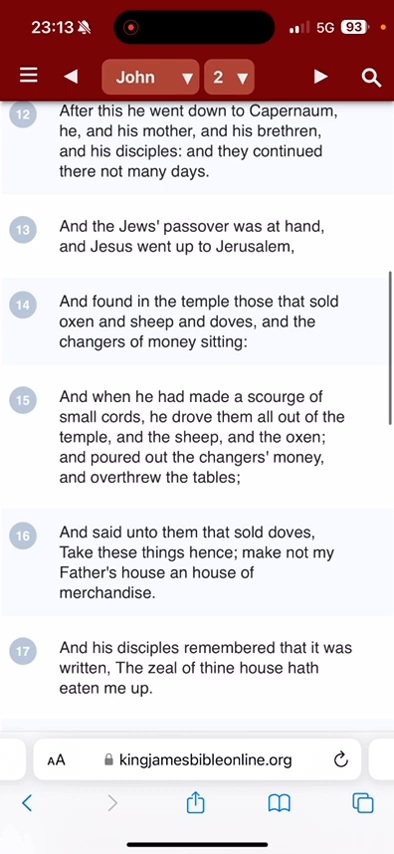 23:13
5G 93
John 2
12 After this he went down to Capernaum,
he, and his mother, and his brethren,
and his disciples: and they continued
there not many days.
13 And the Jews' passover was at hand,
and Jesus went up to Jerusalem,
14 And found in the temple those that sold
oxen and sheep and doves, and the
changers of money sitting:
15 And when he had made a scourge of
small cords, he drove them all out of the
temple, and the sheep, and the oxen;
and poured out the changers' money,
and overthrew the tables;
16 And said unto them that sold doves,
Take these things hence; make not my
Father's house an house of
merchandise.
17 And his disciples remembered that it was
written, The zeal of thine house hath
eaten me up.
AA kingjamesbibleonline.org